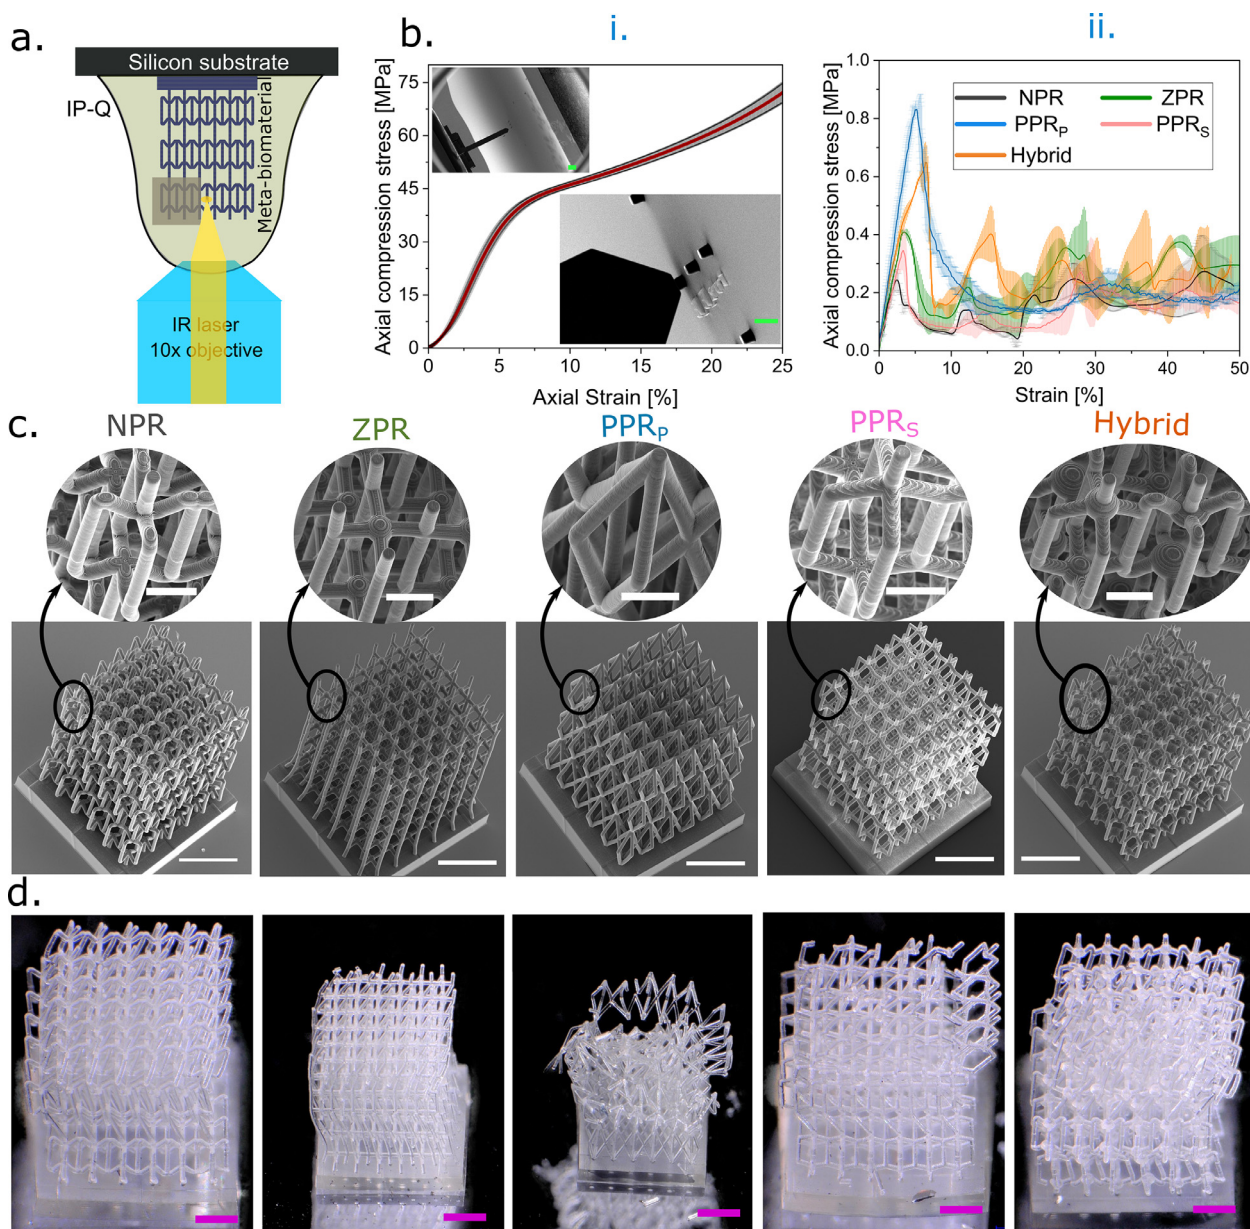 a.
Silicon substrate
IP-Q
Meta-biomaterial
IR laser
10x objective
b.
i.
Axial compression stress [MPa]
75
60
45
30
15
0
0 5 10 15 20 25
Axial Strain [%]
ii.
Axial compression stress [MPa]
1.0
0.8
0.6
0.4
0.2
0.0
NPR ZPR
PPRP PPRS
Hybrid
0 10 20 30 40 50
Strain [%]
c.
NPR
ZPR
PPRP
PPRS
Hybrid
d.